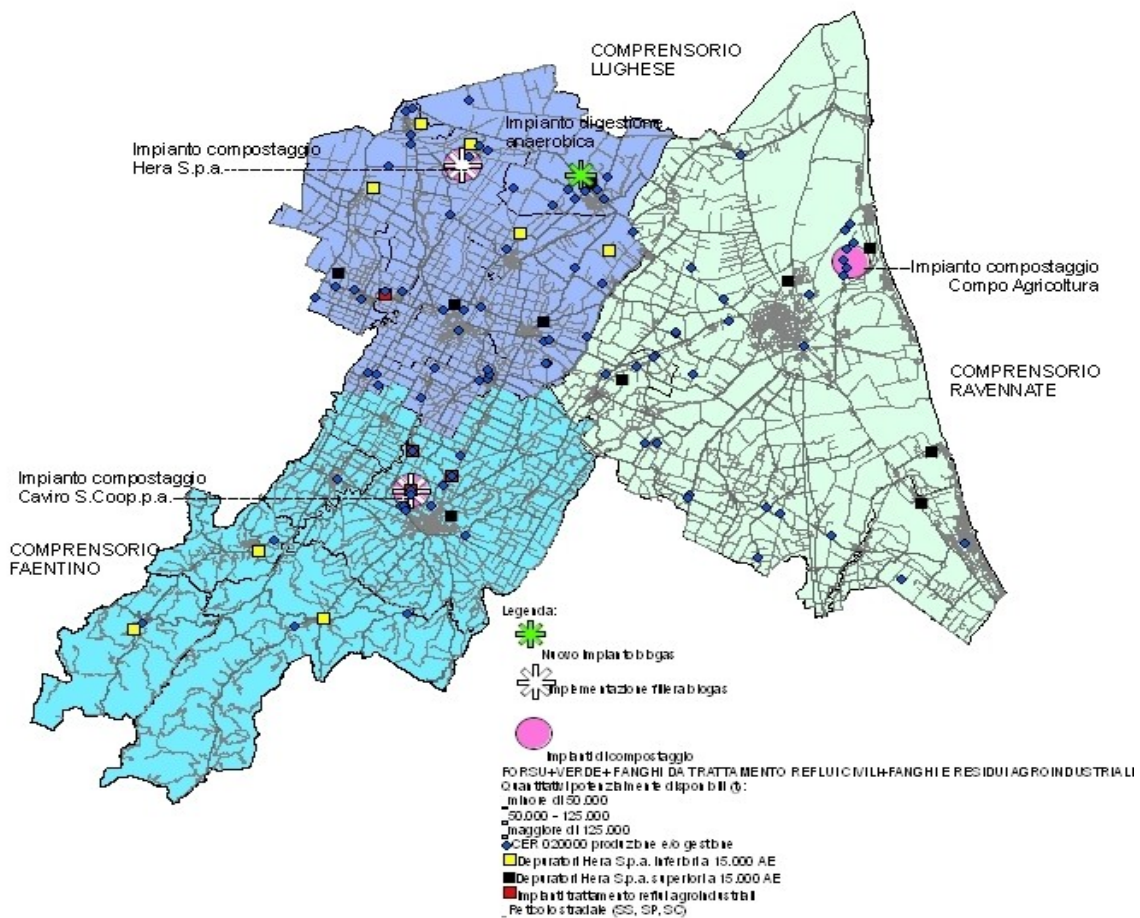 COMPRENSORIO
LUGHESE
Impianto digestione
anaerobica
Impianto compostaggio
Hera S.p.a.
Impianto compostaggio
Compo Agricoltura
COMPRENSORIO
RAVENNATE
Impianto compostaggio
Caviro S.Coop.p.a.
COMPRENSORIO
FAENTINO
Legenda:
Nuovo impianto biogas
Implementazione filiera biogas
Impianti di compostaggio
FORSU+VERDE+FANGHI DA TRATTAMENTO REFLUI CIVILI+FANGHI E RESIDUI AGROINDUSTRIALI
Quantitativi potenzialmente disponibili (t):
minore di 50.000
50.000 - 125.000
maggiore di 125.000
CER 020000 produzione e/o gestione
Depuratori Hera S.p.a. inferiori a 15.000 AE
Depuratori Hera S.p.a. superiori a 15.000 AE
Impianti trattamento reflui agroindustriali
Reticolo stradale (SS, SP, SC)